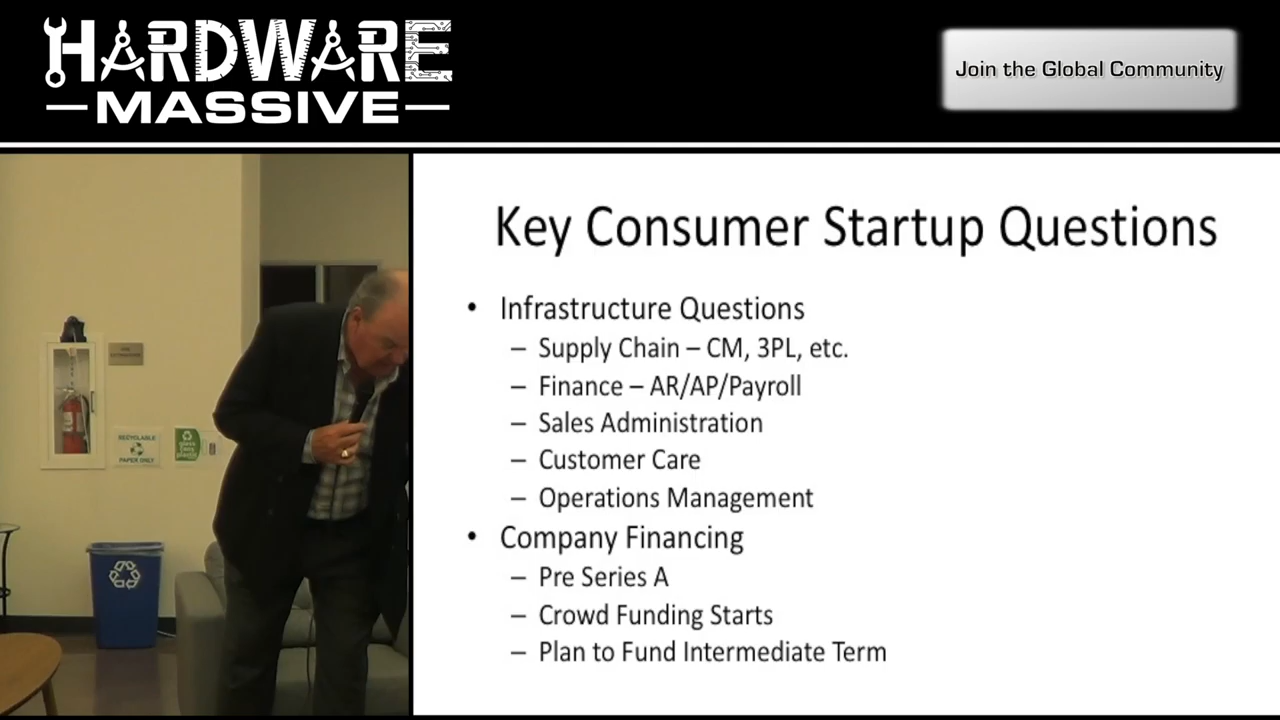 HARDWARE
MASSIVE
Join the Global Community
Key Consumer Startup Questions
• Infrastructure Questions
– Supply Chain – CM, 3PL, etc.
– Finance – AR/AP/Payroll
– Sales Administration
– Customer Care
– Operations Management
• Company Financing
– Pre Series A
– Crowd Funding Starts
– Plan to Fund Intermediate Term
RECYCLABLE
PAPER ONLY